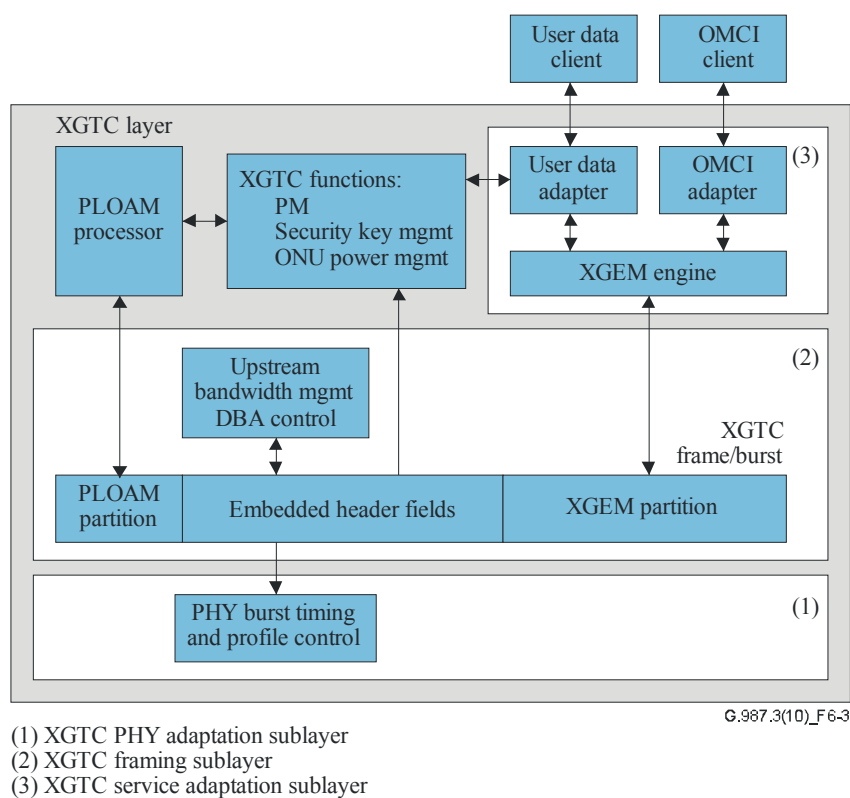 User data
client
OMCI
client
XGTC layer
(3)
PLOAM
processor
XGTC functions:
PM
Security key mgmt
ONU power mgmt
User data
adapter
OMCI
adapter
XGEM engine
(2)
Upstream
bandwidth mgmt
DBA control
XGTC
frame/burst
PLOAM
partition
Embedded header fields
XGEM partition
(1)
PHY burst timing
and profile control
G.987.3(10)_F6-3
(1) XGTC PHY adaptation sublayer
(2) XGTC framing sublayer
(3) XGTC service adaptation sublayer